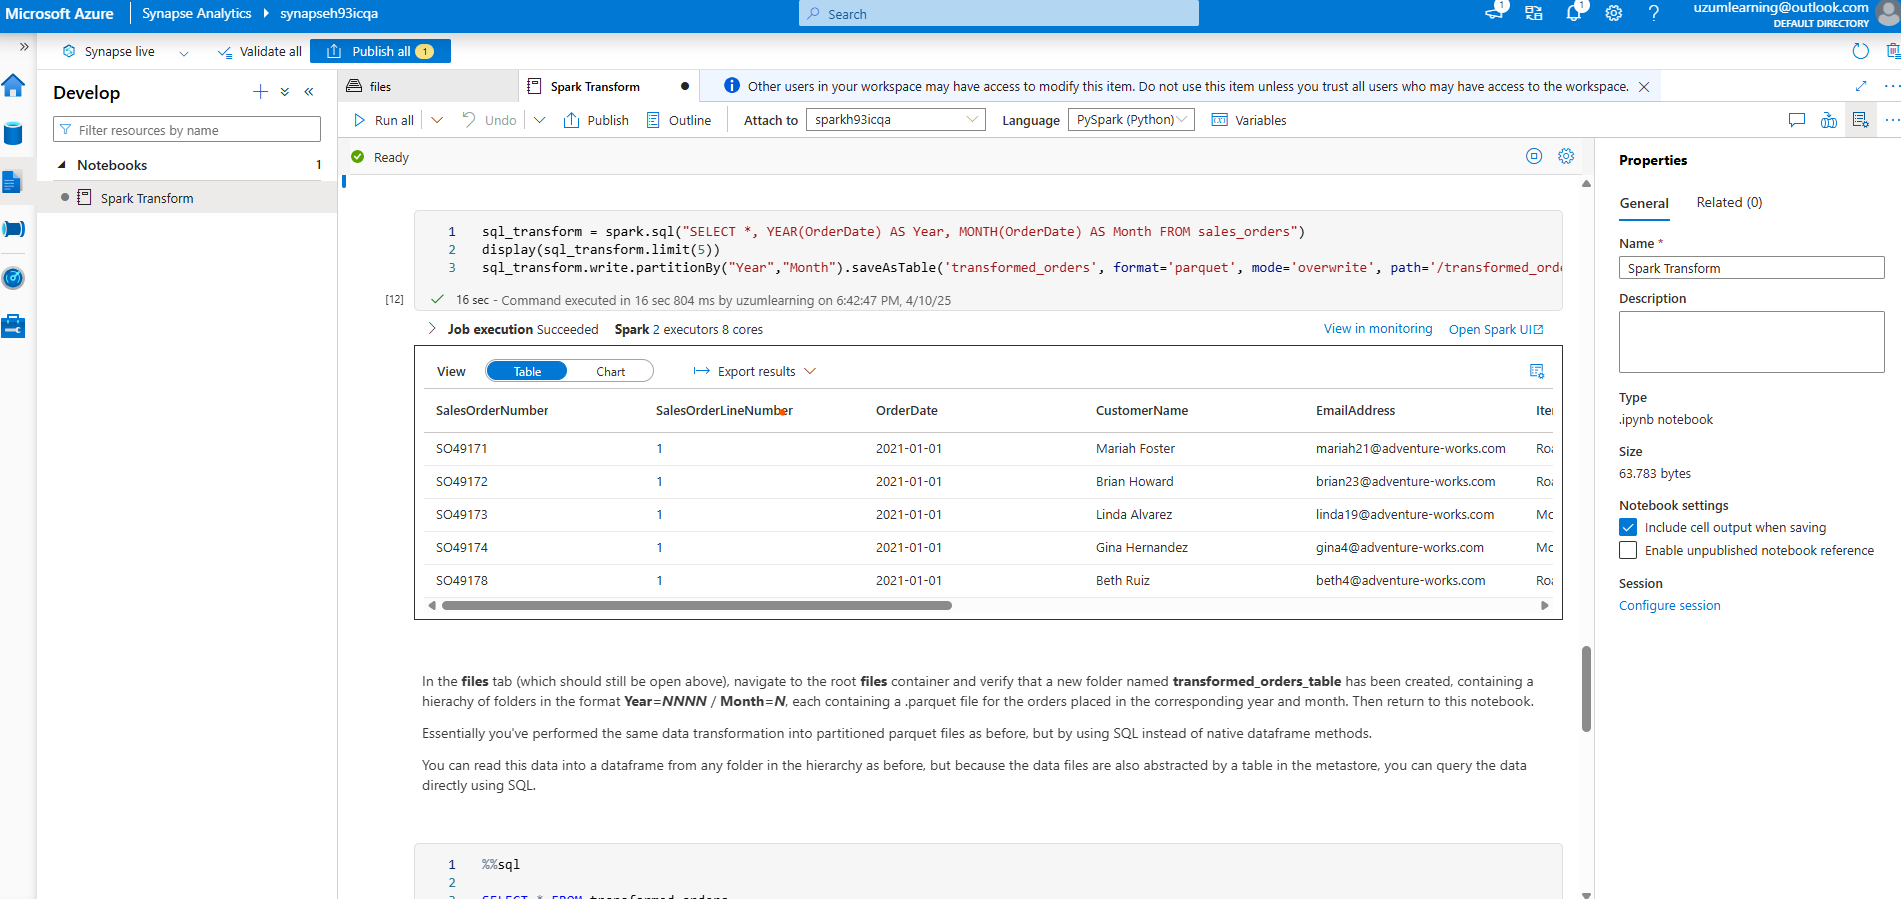 Microsoft Azure
Synapse Analytics
synapseh93icqa
Search
1
1
uzumlearning@outlook.com
DEFAULT DIRECTORY
Synapse live
Validate all
Publish all 1
Develop
Filter resources by name
Notebooks
1
Spark Transform
files
Spark Transform
Other users in your workspace may have access to modify this item. Do not use this item unless you trust all users who may have access to the workspace.
Run all
Undo
Publish
Outline
Attach to
sparkh93icqa
Language
PySpark (Python)
Variables
Ready
1 sql_transform = spark.sql("SELECT *, YEAR(OrderDate) AS Year, MONTH(OrderDate) AS Month FROM sales_orders")
2 display(sql_transform.limit(5))
3 sql_transform.write.partitionBy("Year","Month").saveAsTable('transformed_orders', format='parquet', mode='overwrite', path='/transformed_orde
[12]
16 sec - Command executed in 16 sec 804 ms by uzumlearning on 6:42:47 PM, 4/10/25
Job execution Succeeded Spark 2 executors 8 cores
View in monitoring
Open Spark UI
View
Table
Chart
Export results
SalesOrderNumber SalesOrderLineNumber OrderDate CustomerName EmailAddress Ite
SO49171 1 2021-01-01 Mariah Foster mariah21@adventure-works.com Roa
SO49172 1 2021-01-01 Brian Howard brian23@adventure-works.com Roa
SO49173 1 2021-01-01 Linda Alvarez linda19@adventure-works.com Mo
SO49174 1 2021-01-01 Gina Hernandez gina4@adventure-works.com Mo
SO49178 1 2021-01-01 Beth Ruiz beth4@adventure-works.com Roa
In the files tab (which should still be open above), navigate to the root files container and verify that a new folder named transformed_orders_table has been created, containing a
hierachy of folders in the format Year=NNNN / Month=N, each containing a .parquet file for the orders placed in the corresponding year and month. Then return to this notebook.
Essentially you've performed the same data transformation into partitioned parquet files as before, but by using SQL instead of native dataframe methods.
You can read this data into a dataframe from any folder in the hierarchy as before, but because the data files are also abstracted by a table in the metastore, you can query the data
directly using SQL.
1 %%sql
2
3 SELECT * FROM transformed_orders
Properties
General
Related (0)
Name *
Spark Transform
Description
Type
.ipynb notebook
Size
63.783 bytes
Notebook settings
Include cell output when saving
Enable unpublished notebook reference
Session
Configure session